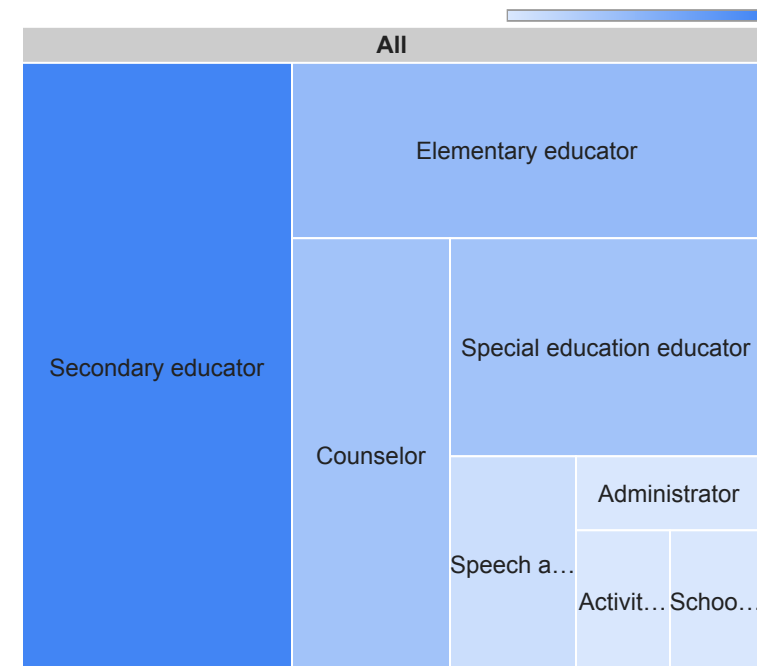 All
Elementary educator
Secondary educator
Special education educator
Counselor
Administrator
Speech a…
Activit…
Schoo…